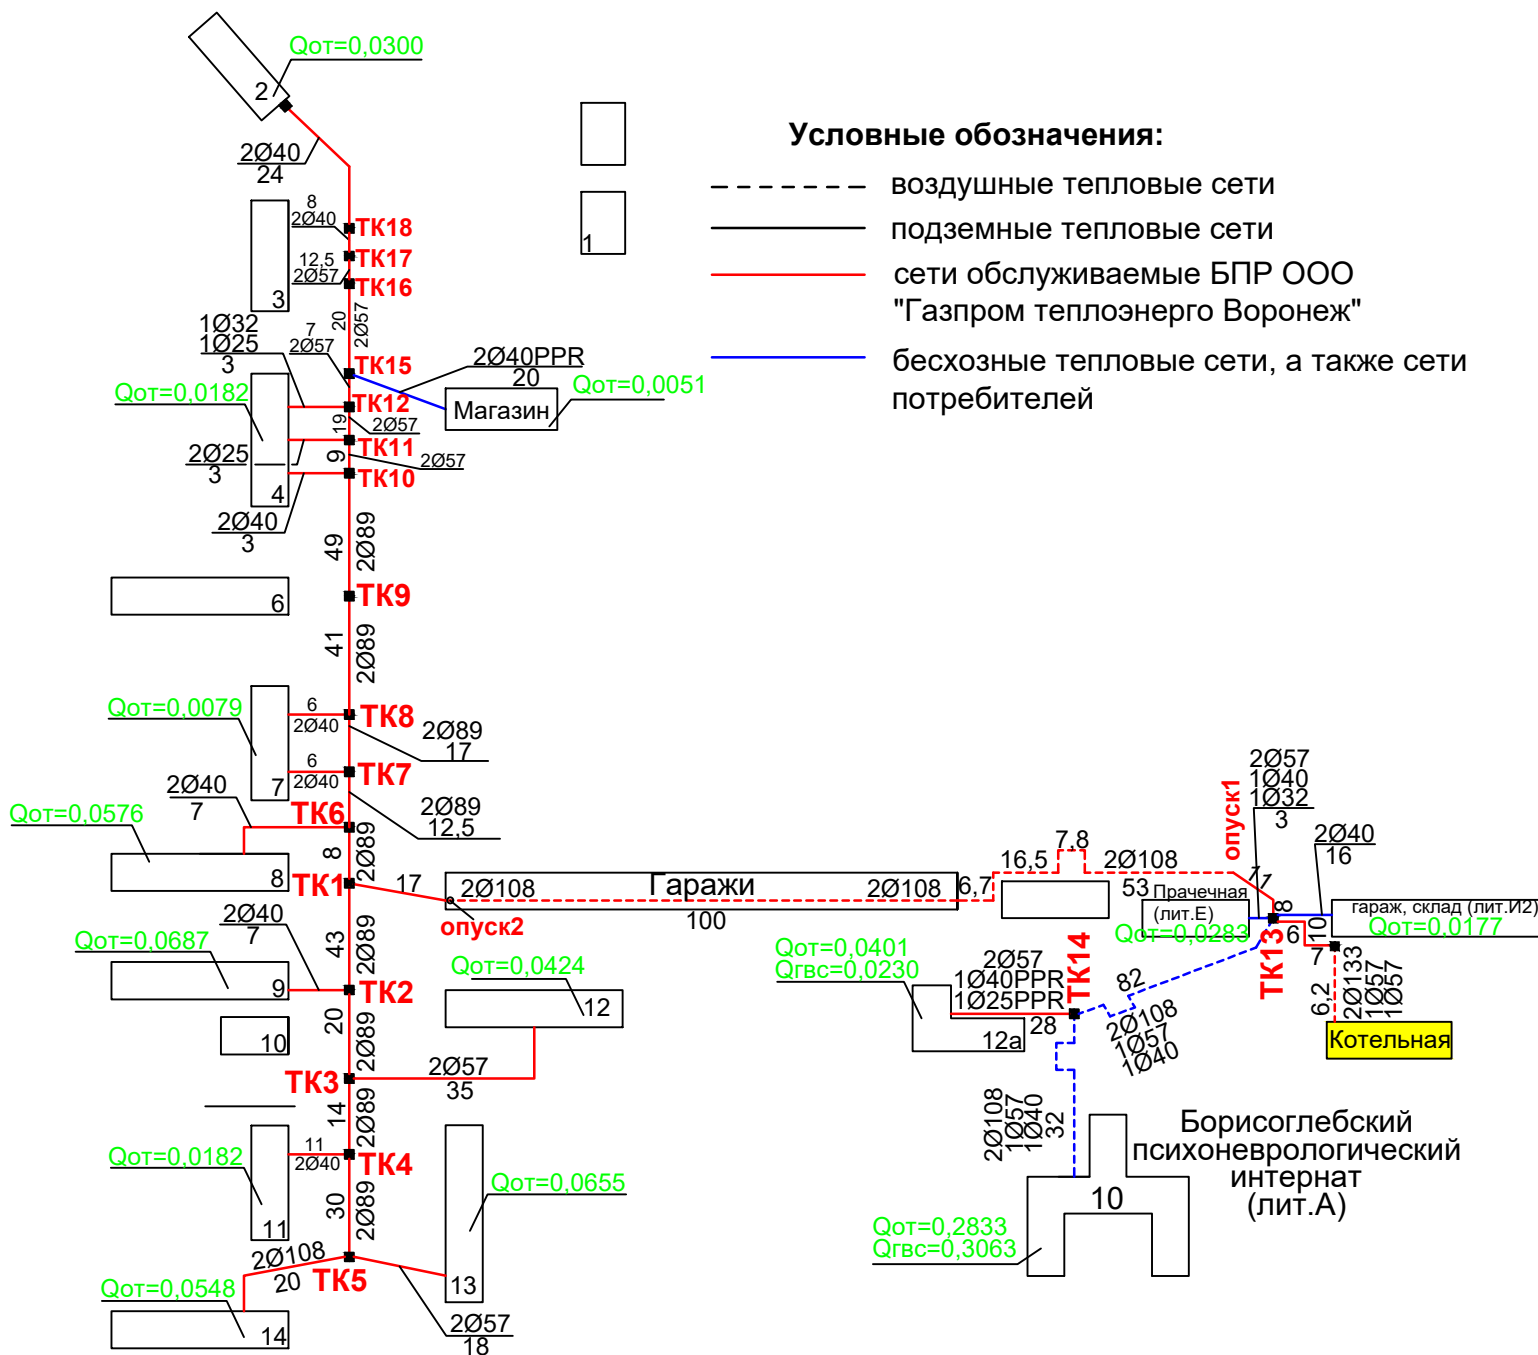 Qот=0,0300
2
2Ø40
24
Условные обозначения:
воздушные тепловые сети
подземные тепловые сети
сети обслуживаемые БПР ООО
"Газпром теплоэнерго Воронеж"
бесхозные тепловые сети, а также сети
потребителей
1
8
2Ø40
ТК18
12,5
2Ø57
ТК17
ТК16
3
20
2Ø57
1Ø32
1Ø25
3
7
2Ø57
ТК15
2Ø40PPR
20
Qот=0,0051
Магазин
Qот=0,0182
ТК12
19
2Ø57
ТК11
2Ø25
3
9
2Ø57
ТК10
4
2Ø40
3
49
2Ø89
6
ТК9
41
2Ø89
Qот=0,0079
6
2Ø40
ТК8
2Ø89
17
7
6
2Ø40
ТК7
2Ø40
7
ТК6
2Ø89
12,5
Qот=0,0576
8
8
2Ø89
ТК1
17
2Ø108
Гаражи
2Ø108
100
опуск2
6,7
16,5
7,8
2Ø108
53
опуск1
11
2Ø57
1Ø40
1Ø32
3
2Ø40
16
Прачечная
(лит.Е)
Qот=0,0283
8
гараж, склад (лит.И2)
Qот=0,0177
ТК13
6
10
7
6,2
2Ø133
1Ø57
1Ø57
Котельная
2Ø40
7
Qот=0,0687
9
43
2Ø89
ТК2
Qот=0,0424
12
10
20
2Ø89
ТК3
2Ø57
35
Qот=0,0401
Qгвс=0,0230
2Ø57
1Ø40PPR
1Ø25PPR
28
12а
ТК14
82
2Ø108
1Ø57
1Ø40
2Ø108
1Ø57
1Ø40
32
14
2Ø89
Qот=0,0182
11
2Ø40
ТК4
11
30
2Ø89
Qот=0,0655
13
Борисоглебский
психоневрологический
интернат
(лит.А)
10
Qот=0,2833
Qгвс=0,3063
2Ø108
20
ТК5
Qот=0,0548
14
2Ø57
18